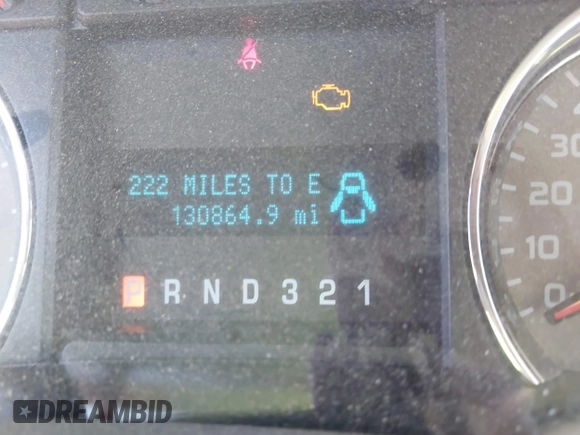 222 MILES TO E
130864.9 mi
P R N D 3 2 1
30
20
10
0
DREAMBID